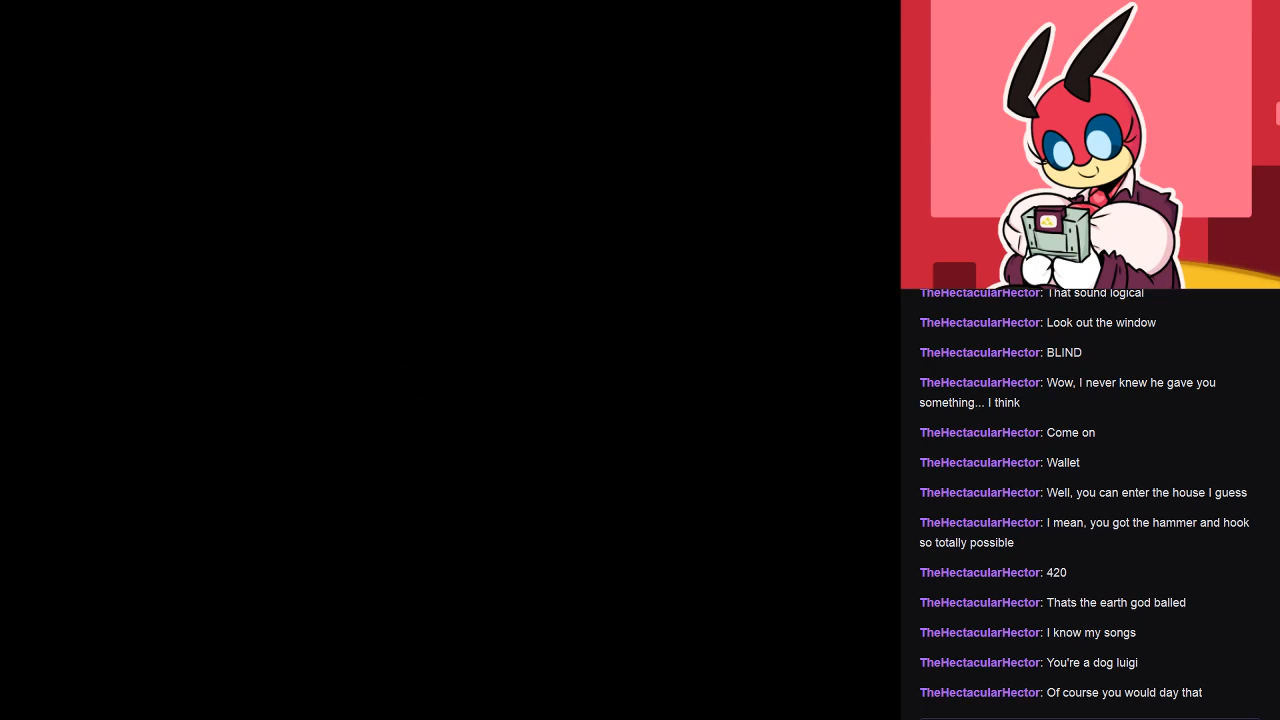 TheHectacularHector: That sound logical
TheHectacularHector: Look out the window
TheHectacularHector: BLIND
TheHectacularHector: Wow, I never knew he gave you
something... I think
TheHectacularHector: Come on
TheHectacularHector: Wallet
TheHectacularHector: Well, you can enter the house I guess
TheHectacularHector: I mean, you got the hammer and hook
so totally possible
TheHectacularHector: 420
TheHectacularHector: Thats the earth god balled
TheHectacularHector: I know my songs
TheHectacularHector: You're a dog luigi
TheHectacularHector: Of course you would day that